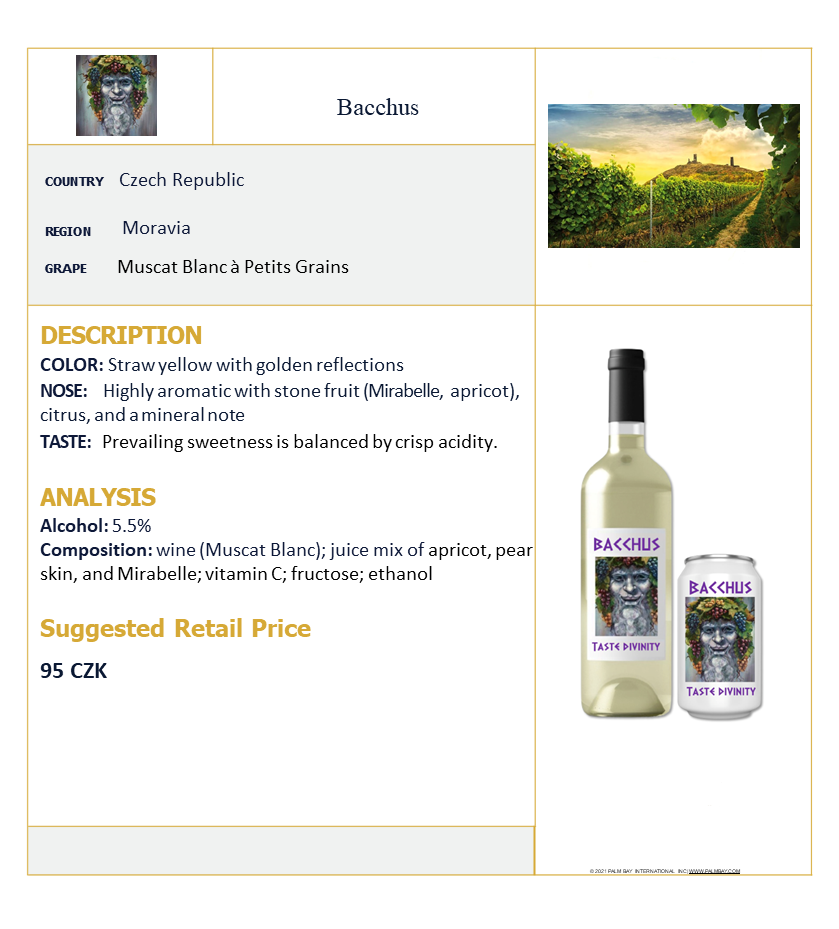 Bacchus
COUNTRY Czech Republic
REGION Moravia
GRAPE Muscat Blanc à Petits Grains
DESCRIPTION
COLOR: Straw yellow with golden reflections
NOSE: Highly aromatic with stone fruit (Mirabelle, apricot),
citrus, and a mineral note
TASTE: Prevailing sweetness is balanced by crisp acidity.
ANALYSIS
Alcohol: 5.5%
Composition: wine (Muscat Blanc); juice mix of apricot, pear
skin, and Mirabelle; vitamin C; fructose; ethanol
Suggested Retail Price
95 CZK
BACCHUS
TASTE DIVINITY
BACCHUS
TASTE DIVINITY
© 2021 PALM BAY INTERNATIONAL INC| WWW.PALMBAY.COM